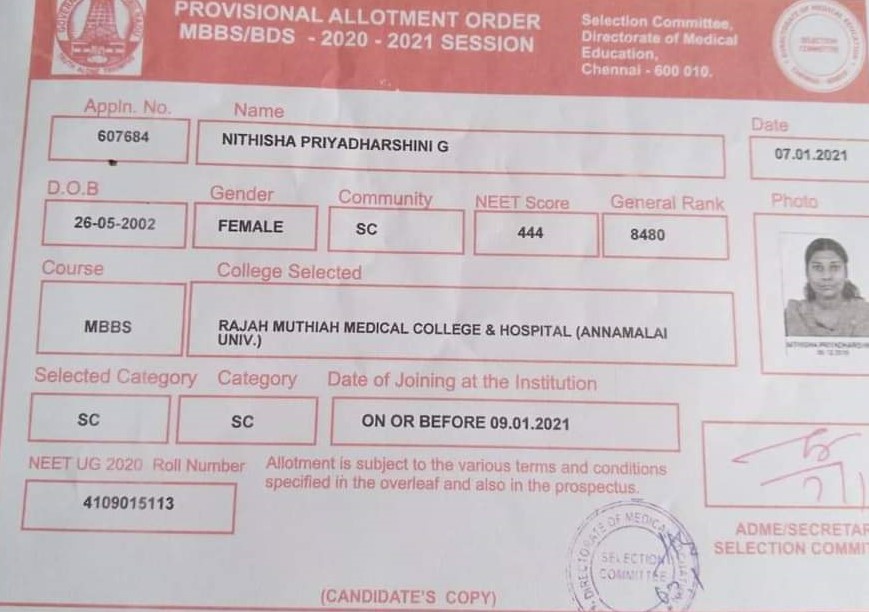 PROVISIONAL ALLOTMENT ORDER
MBBS/BDS - 2020 - 2021 SESSION
Selection Committee,
Directorate of Medical
Education,
Chennai - 600 010.
SELECTION
COMMITTEE
Appln. No.
607684
Name
NITHISHA PRIYADHARSHINI G
Date
07.01.2021
D.O.B
26-05-2002
Gender
FEMALE
Community
SC
NEET Score
444
General Rank
8480
Photo
Course
MBBS
College Selected
RAJAH MUTHIAH MEDICAL COLLEGE & HOSPITAL (ANNAMALAI
UNIV.)
Selected Category
SC
Category
SC
Date of Joining at the Institution
ON OR BEFORE 09.01.2021
NEET UG 2020 Roll Number
4109015113
Allotment is subject to the various terms and conditions
specified in the overleaf and also in the prospectus.
DIRECTORATE OF MEDICAL
SELECTION
COMMITTEE
ADME/SECRETAR
SELECTION COMMIT
(CANDIDATE'S COPY)